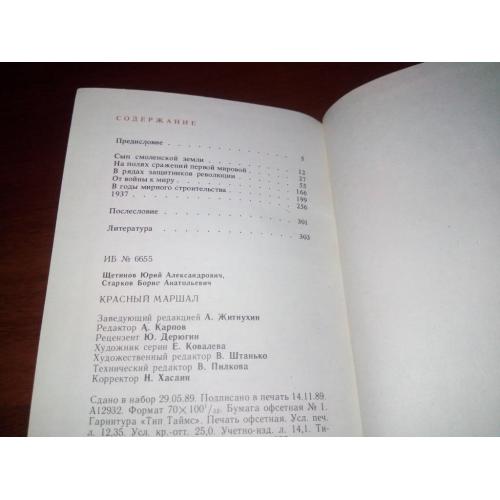 СОДЕРЖАНИЕ
Предисловие 5
Сын смоленской земли 12
На полях сражений первой мировой 27
В рядах защитников революции 55
От войны к миру 166
В годы мирного строительства 199
1937 256
Послесловие 301
Литература 303
ИБ № 6655
Щетинов Юрий Александрович,
Старков Борис Анатольевич
КРАСНЫЙ МАРШАЛ
Заведующий редакцией А. Житнухин
Редактор А. Карпов
Рецензент Ю. Дерюгин
Художник серии Е. Ковалева
Художественный редактор В. Штанько
Технический редактор В. Пилкова
Корректор Н. Хасаия
Сдано в набор 29.05.89. Подписано в печать 14.11.89.
А12932. Формат 70×100¹/₃₂. Бумага офсетная № 1.
Гарнитура «Тип Таймс». Печать офсетная. Усл. печ.
л. 12,35. Усл. кр.-отт. 25,0. Учетно-изд. л. 14,1. Ти-